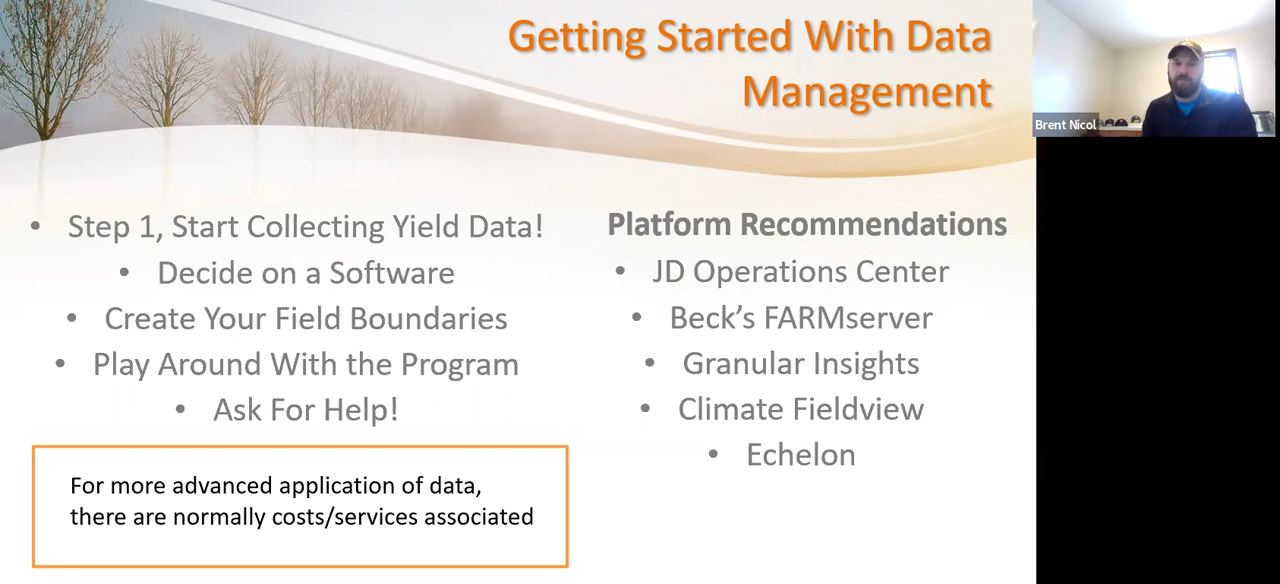 Getting Started With Data
Management
Brent Nicol
• Step 1, Start Collecting Yield Data!
• Decide on a Software
• Create Your Field Boundaries
• Play Around With the Program
• Ask For Help!
For more advanced application of data,
there are normally costs/services associated
Platform Recommendations
• JD Operations Center
• Beck's FARMserver
• Granular Insights
• Climate Fieldview
• Echelon